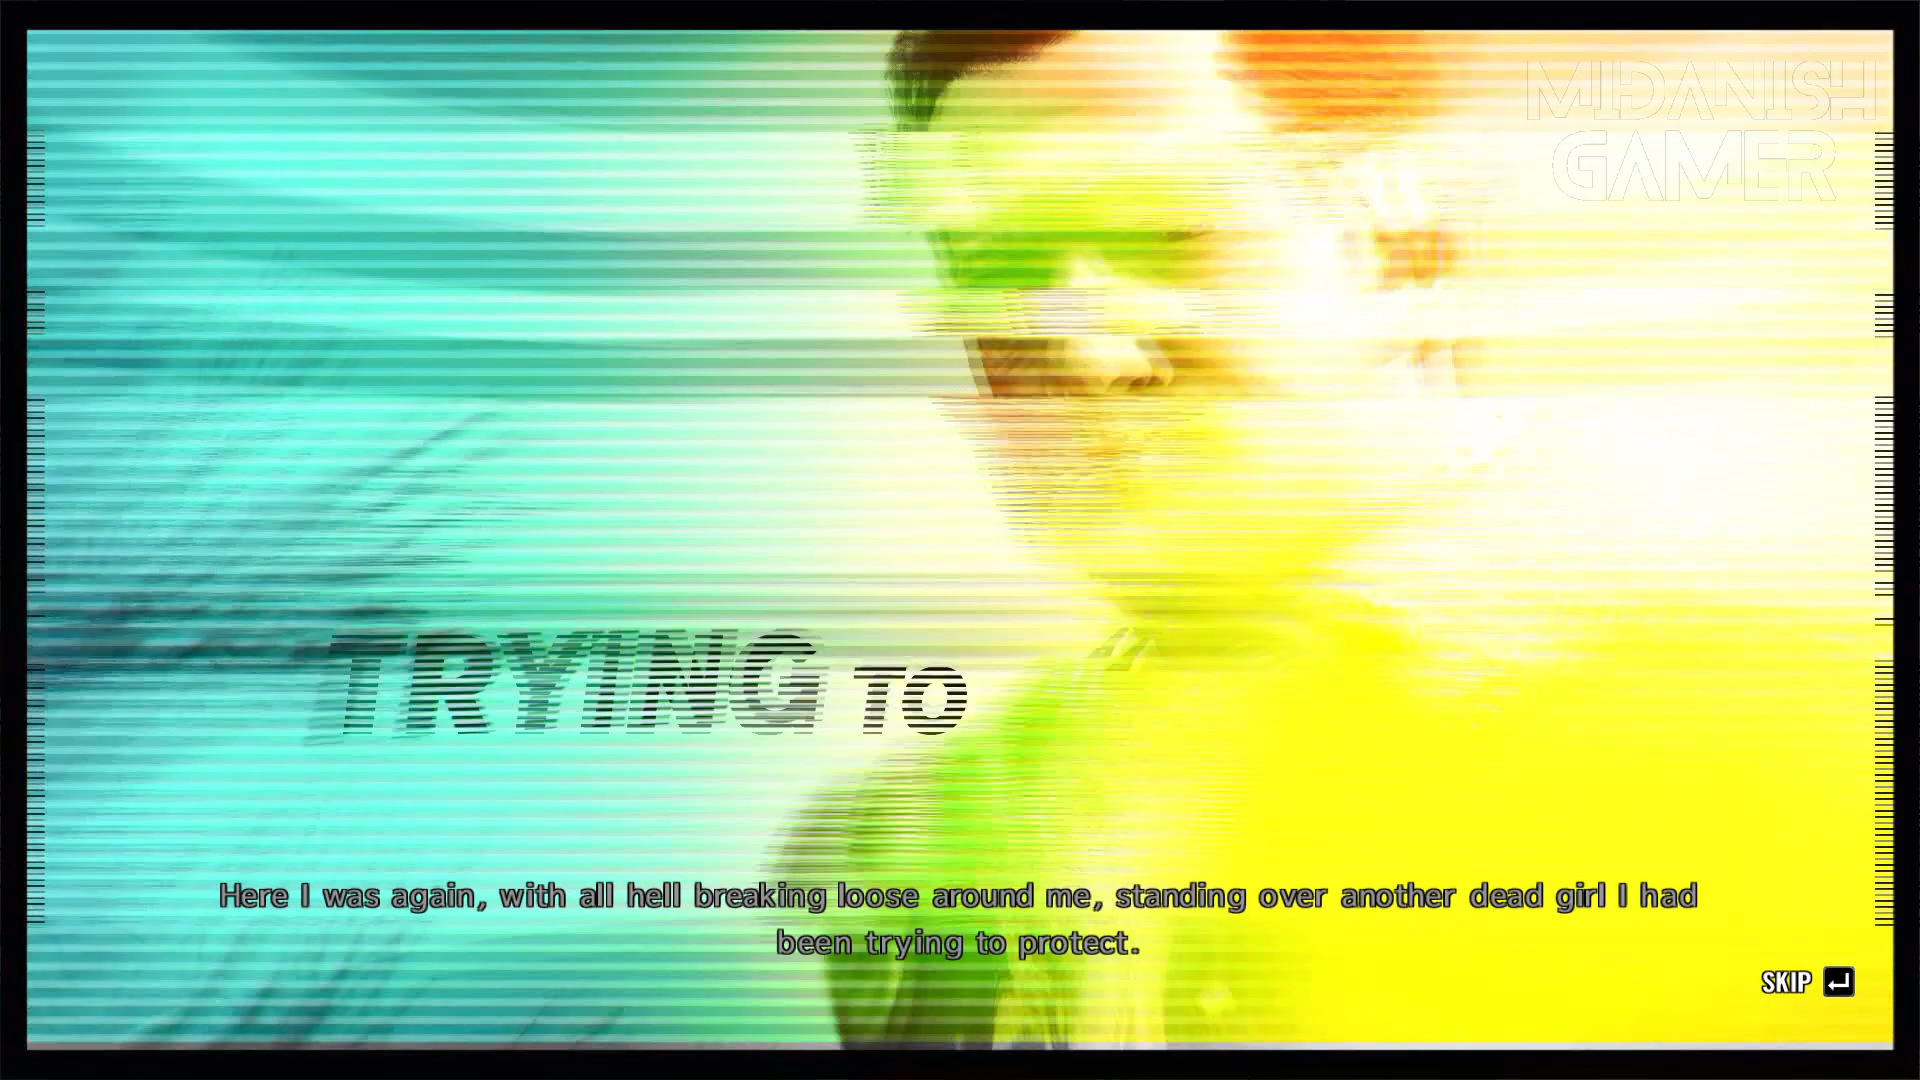 MIDANISH
GAMER
TRYING TO
Here I was again, with all hell breaking loose around me, standing over another dead girl I had
been trying to protect.
SKIP